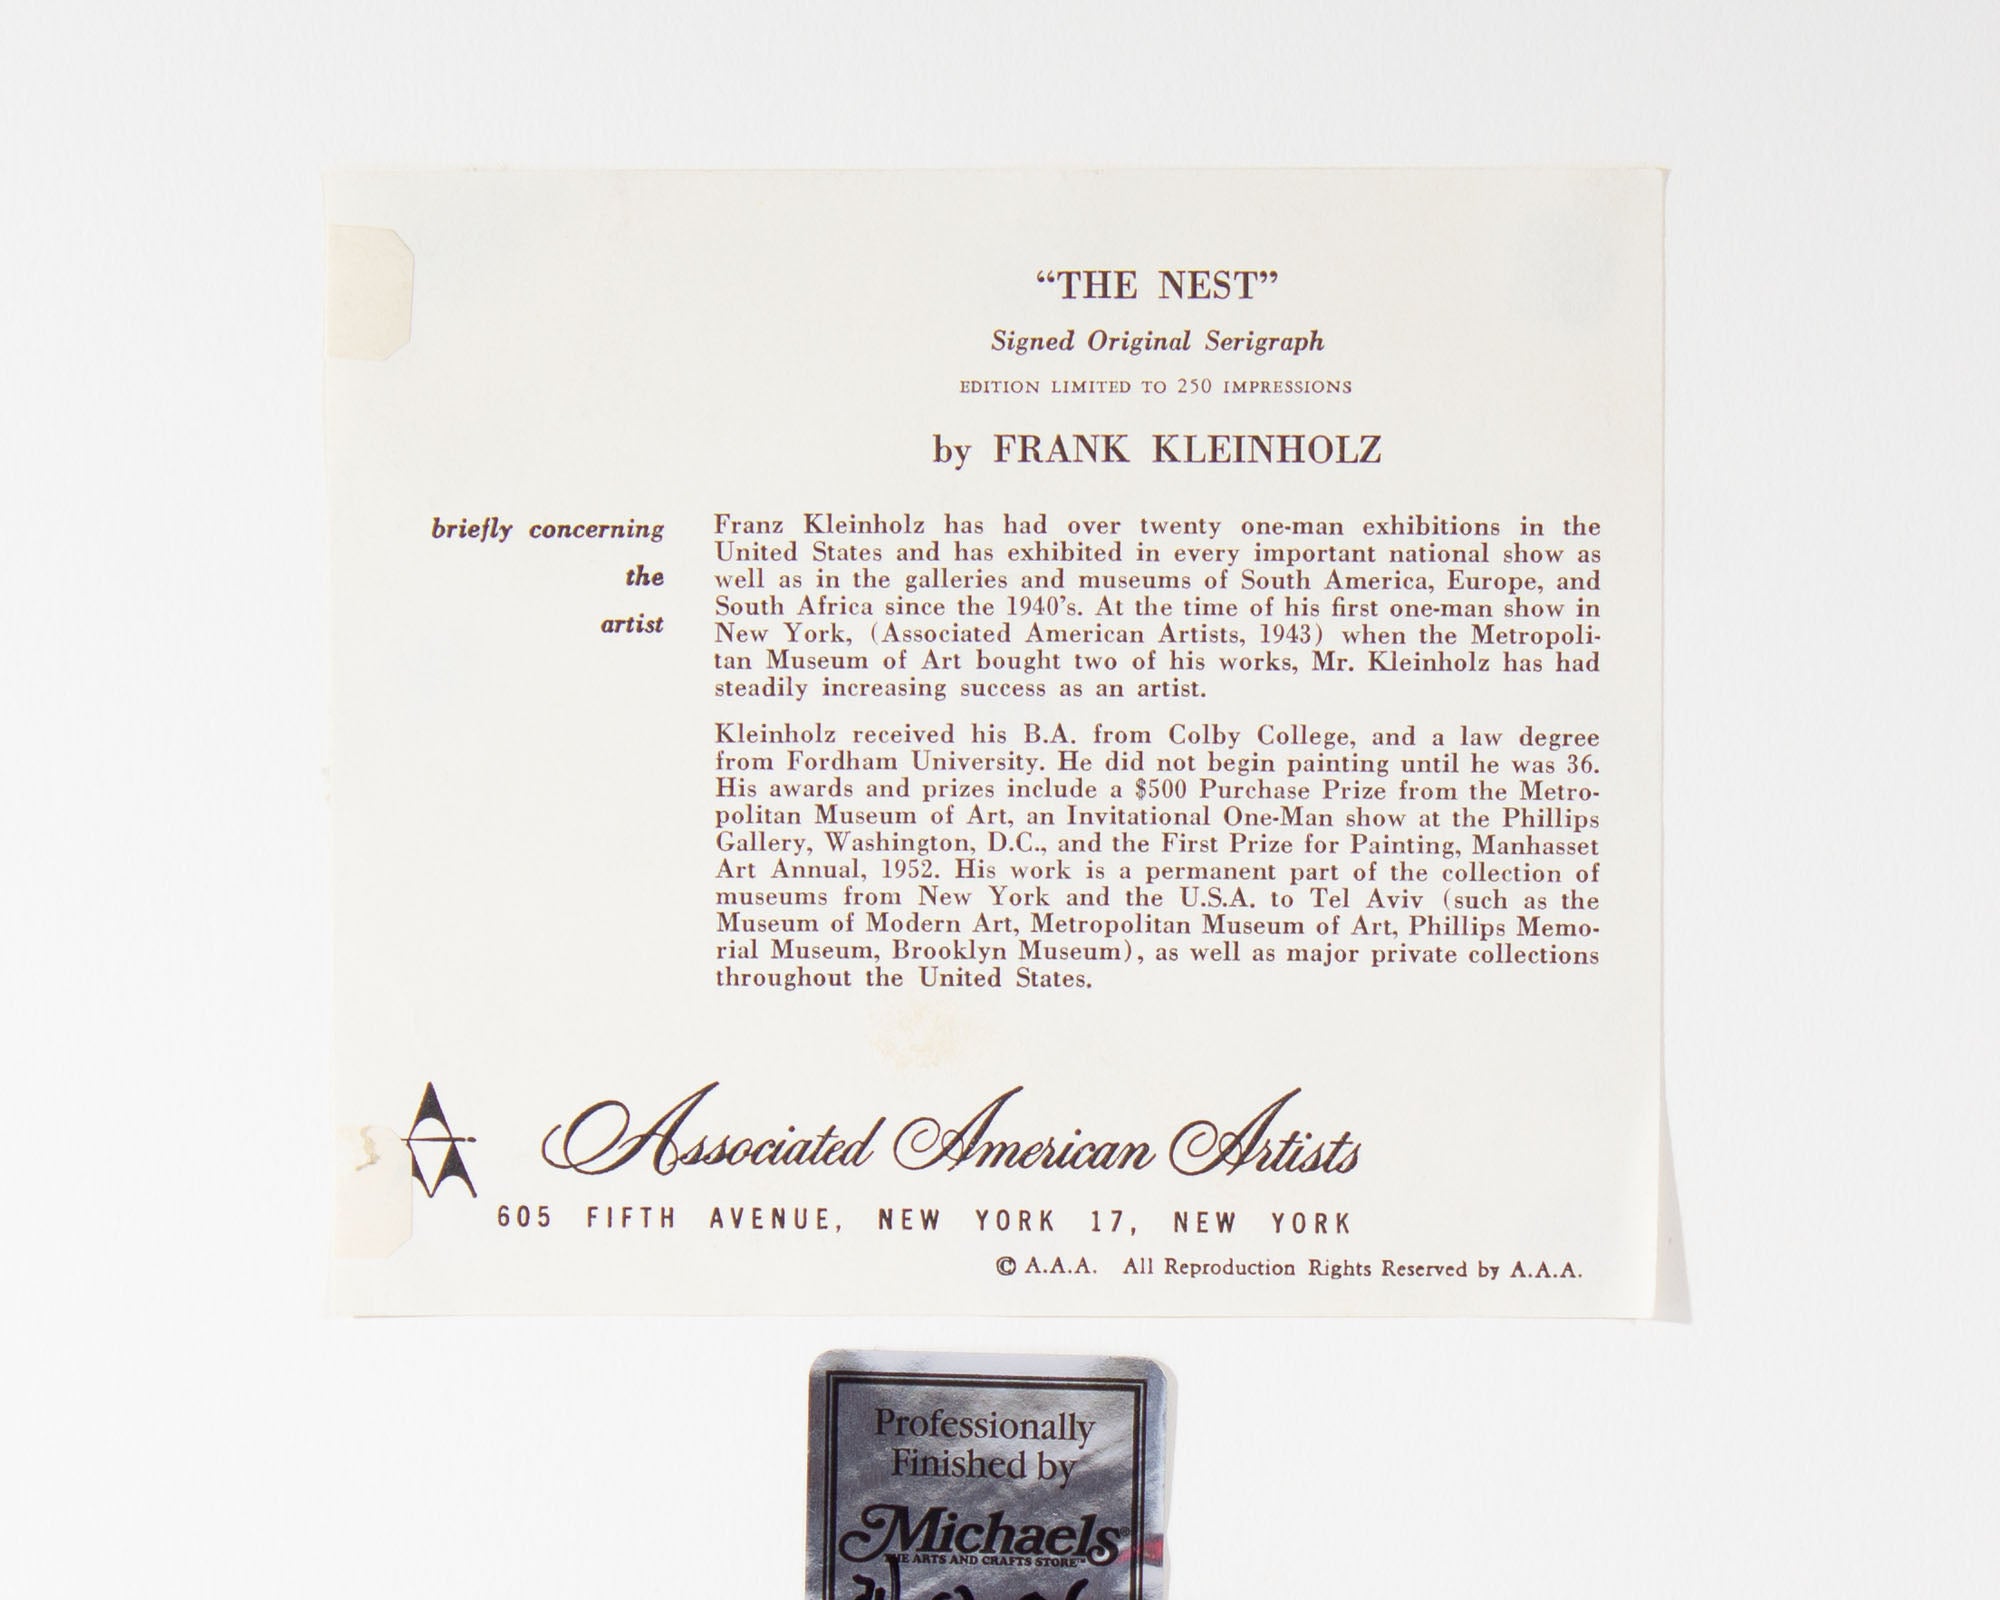 “THE NEST”
Signed Original Serigraph
EDITION LIMITED TO 250 IMPRESSIONS
by FRANK KLEINHOLZ
briefly concerning
the
artist
Franz Kleinholz has had over twenty one-man exhibitions in the
United States and has exhibited in every important national show as
well as in the galleries and museums of South America, Europe, and
South Africa since the 1940’s. At the time of his first one-man show in
New York, (Associated American Artists, 1943) when the Metropoli-
tan Museum of Art bought two of his works, Mr. Kleinholz has had
steadily increasing success as an artist.
Kleinholz received his B.A. from Colby College, and a law degree
from Fordham University. He did not begin painting until he was 36.
His awards and prizes include a $500 Purchase Prize from the Metro-
politan Museum of Art, an Invitational One-Man show at the Phillips
Gallery, Washington, D.C., and the First Prize for Painting, Manhasset
Art Annual, 1952. His work is a permanent part of the collection of
museums from New York and the U.S.A. to Tel Aviv (such as the
Museum of Modern Art, Metropolitan Museum of Art, Phillips Memo-
rial Museum, Brooklyn Museum), as well as major private collections
throughout the United States.
Associated American Artists
605 FIFTH AVENUE, NEW YORK 17, NEW YORK
© A.A.A. All Reproduction Rights Reserved by A.A.A.
Professionally
Finished by
Michaels®
THE ARTS AND CRAFTS STORE™